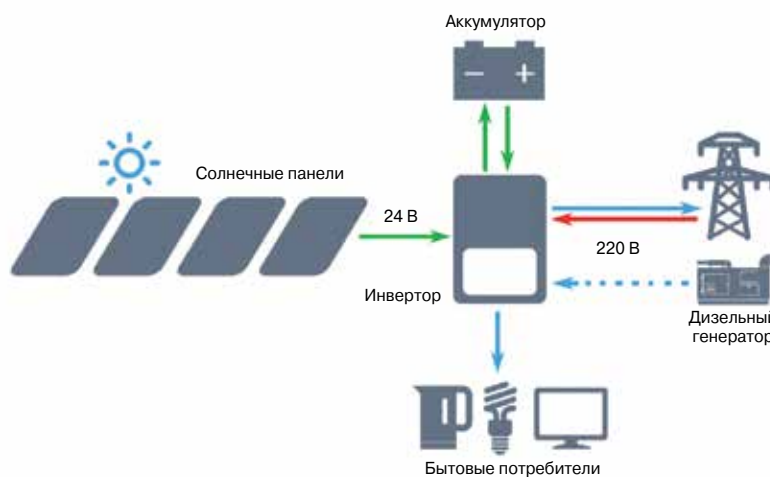 Аккумулятор
Солнечные панели
24 В
220 В
Инвертор
Дизельный
генератор
Бытовые потребители